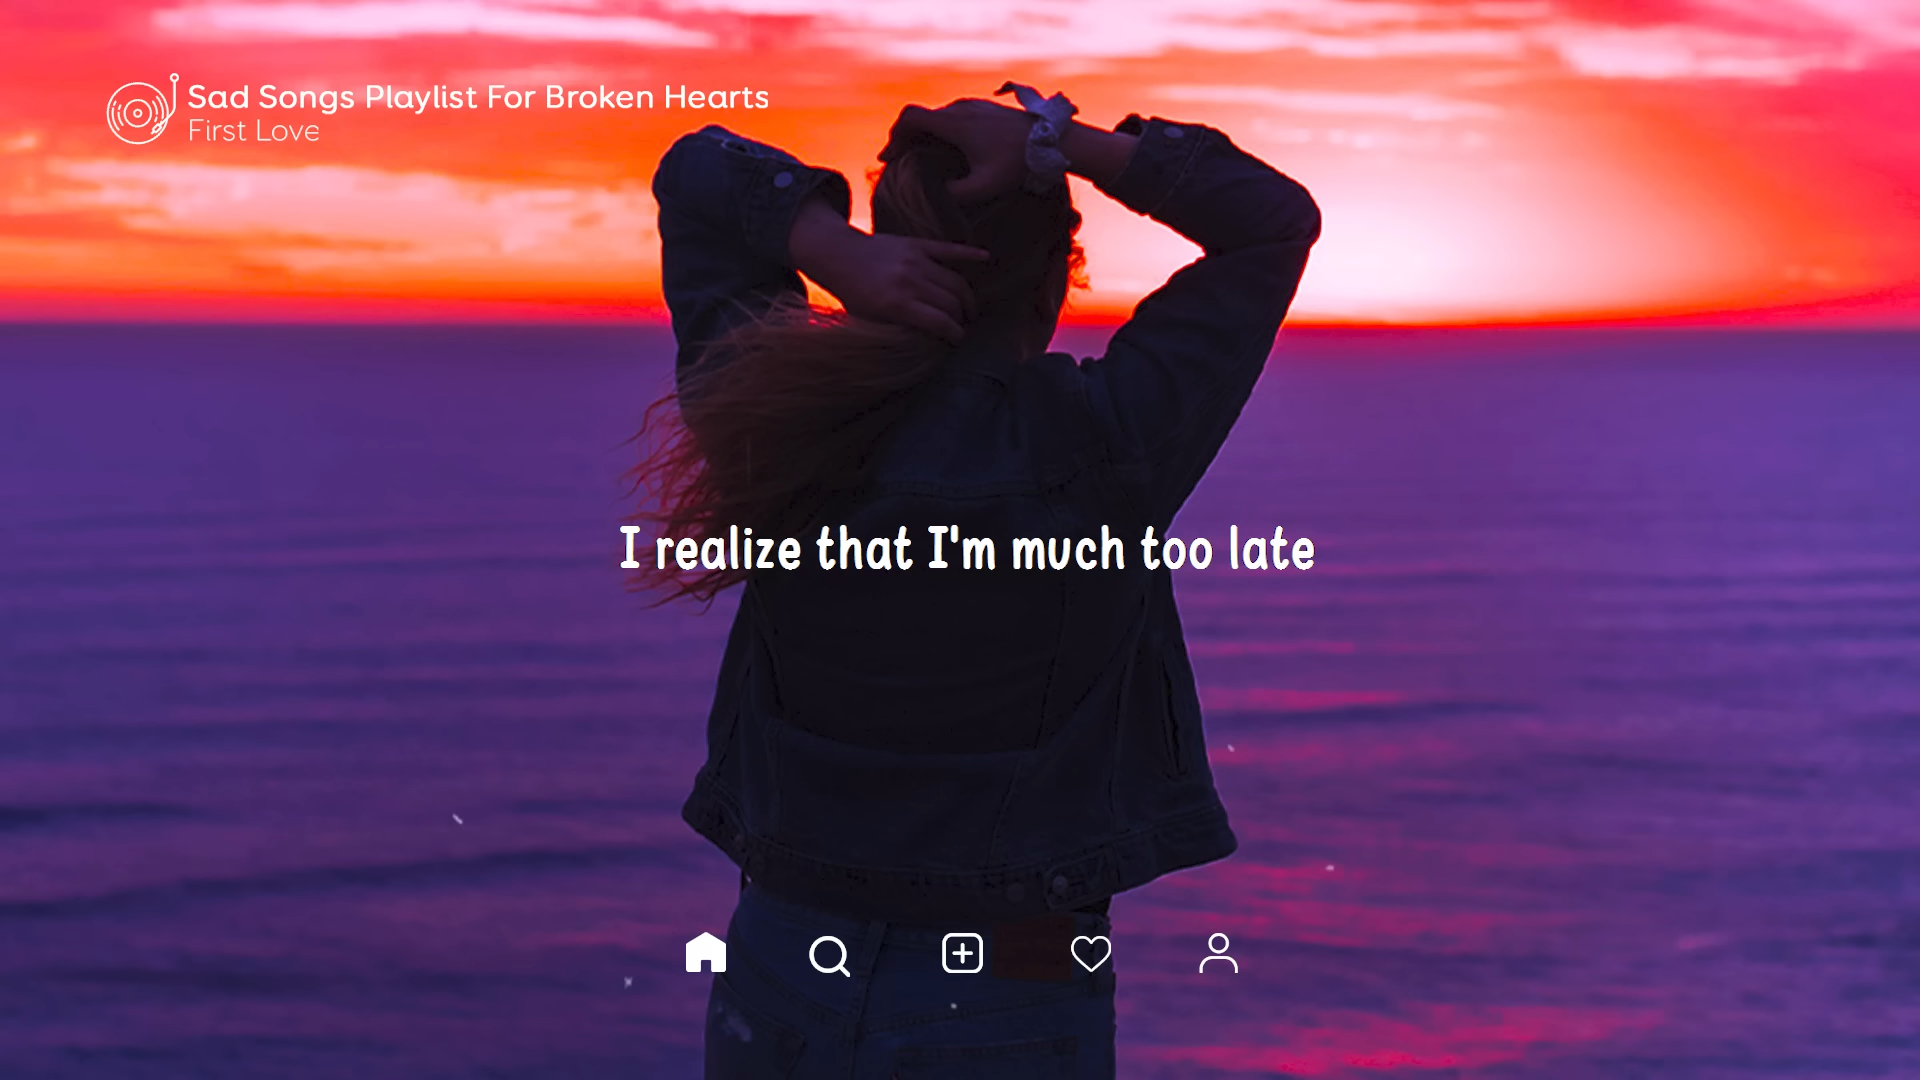 Sad Songs Playlist For Broken Hearts
First Love
I realize that I'm much too late